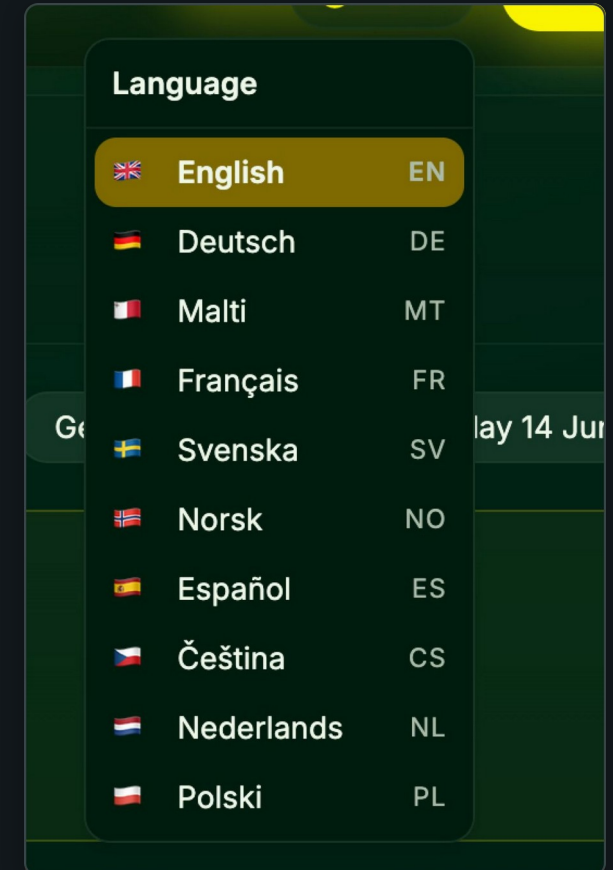 Language
English EN
Deutsch DE
Malti MT
Français FR
Svenska SV
Norsk NO
Español ES
Čeština CS
Nederlands NL
Polski PL
14